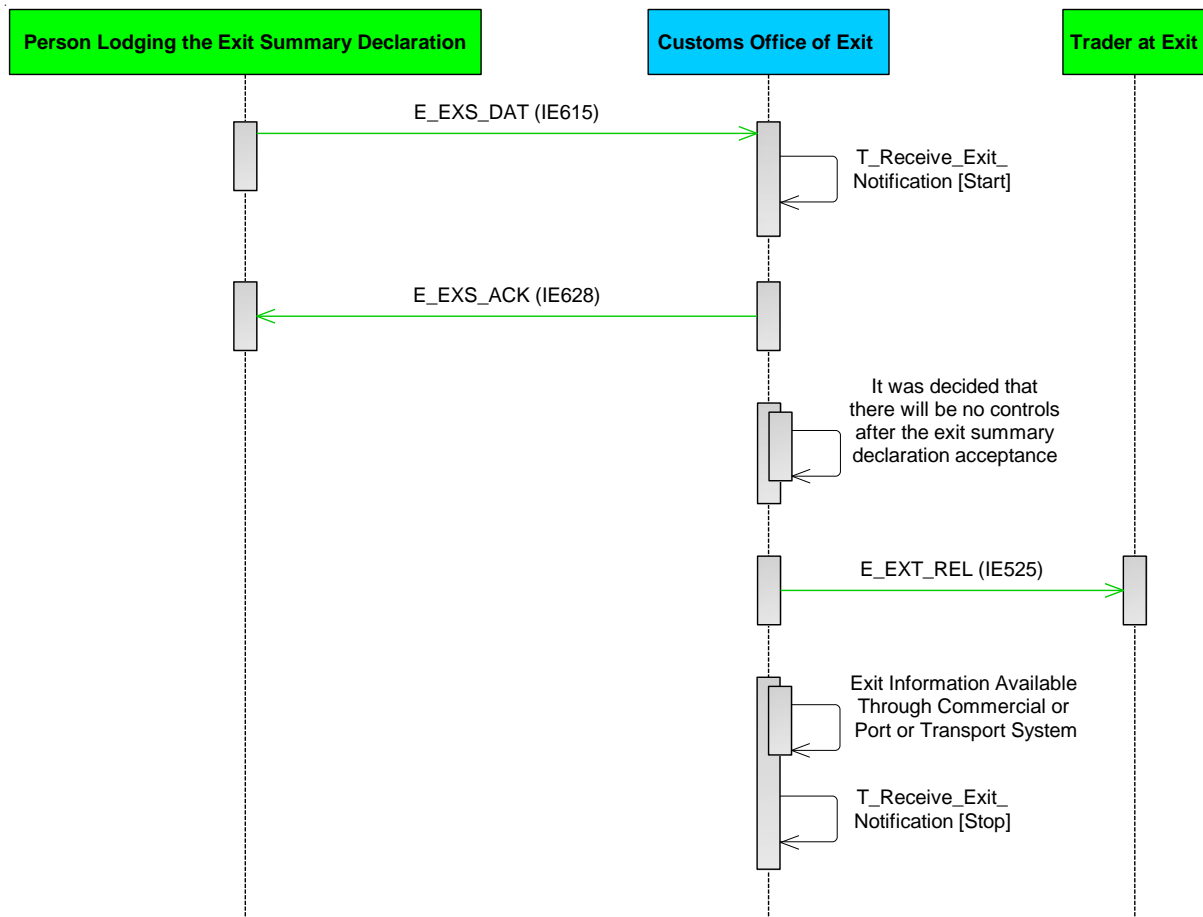 Person Lodging the Exit Summary Declaration
Customs Office of Exit
Trader at Exit
E_EXS_DAT (IE615)
T_Receive_Exit_
Notification [Start]
E_EXS_ACK (IE628)
It was decided that
there will be no controls
after the exit summary
declaration acceptance
E_EXT_REL (IE525)
Exit Information Available
Through Commercial or
Port or Transport System
T_Receive_Exit_
Notification [Stop]